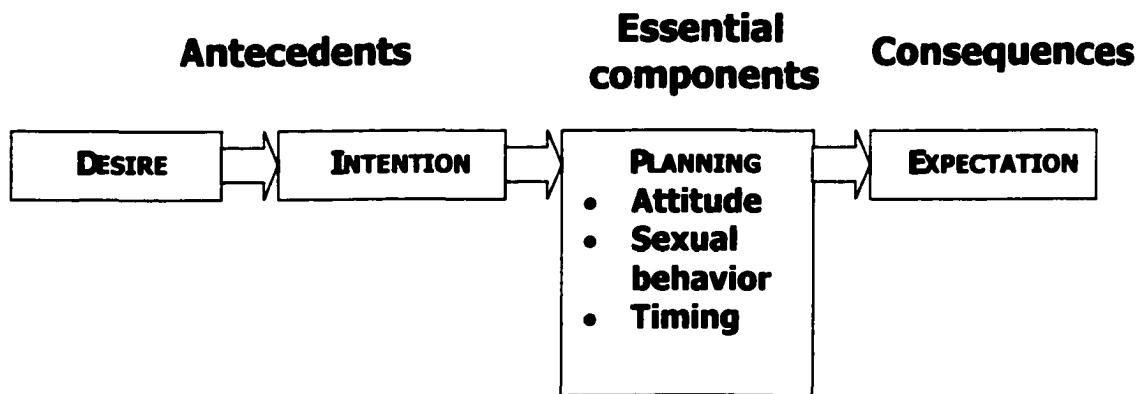 Antecedents
Essential
components
Consequences
DESIRE
INTENTION
PLANNING
• Attitude
• Sexual
behavior
• Timing
EXPECTATION